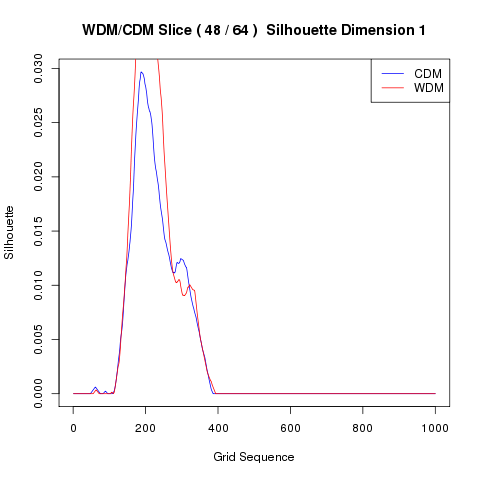 WDM/CDM Slice ( 48 / 64 )  Silhouette Dimension 1
CDM
WDM
0.030
0.025
0.020
0.015
0.010
0.005
0.000
Silhouette
0 200 400 600 800 1000
Grid Sequence